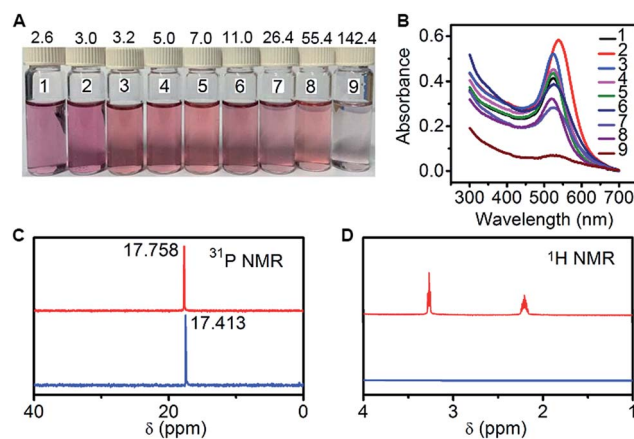 A
2.6 3.0 3.2 5.0 7.0 11.0 26.4 55.4 142.4
1 2 3 4 5 6 7 8 9
B
Absorbance
0.6
0.4
0.2
0.0
300 400 500 600 700
Wavelength (nm)
1
2
3
4
5
6
7
8
9
C
31P NMR
17.758
17.413
40 20 0
δ (ppm)
D
1H NMR
4 3 2 1
δ (ppm)